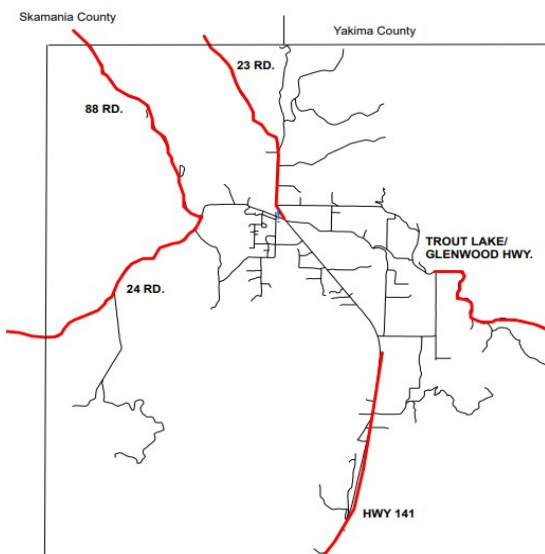 Skamania County
Yakima County
23 RD.
88 RD.
TROUT LAKE/
GLENWOOD HWY.
24 RD.
HWY 141